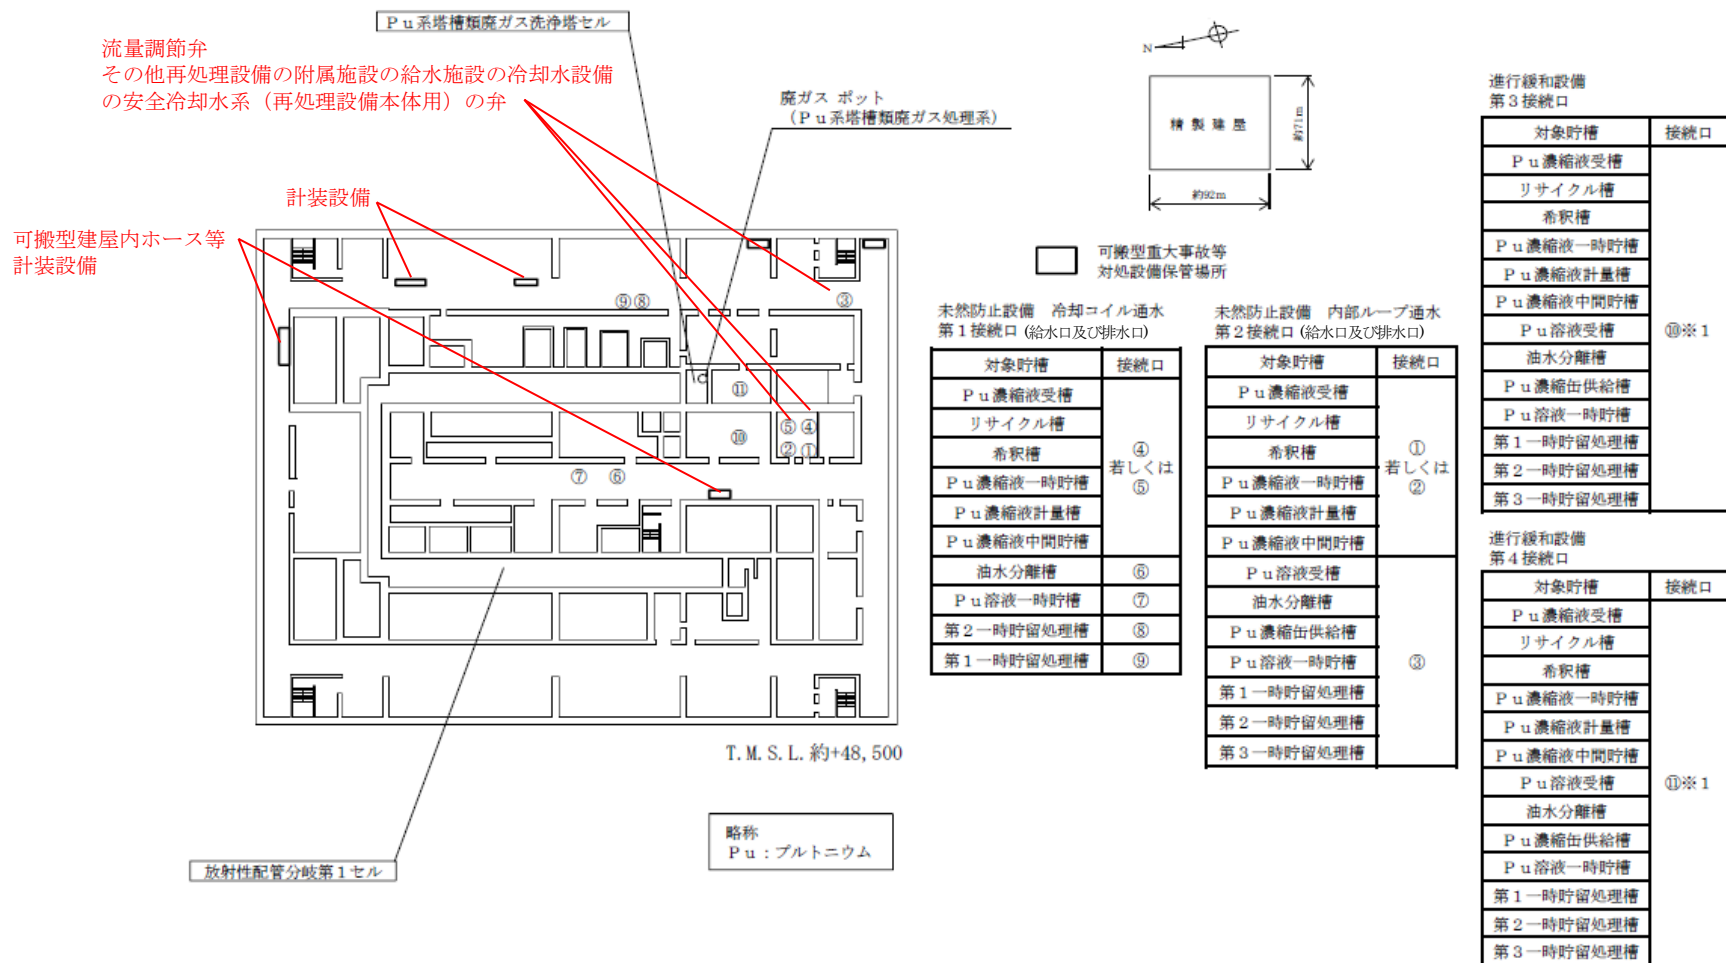 Ｐｕ系塔槽類廃ガス洗浄塔セル
流量調節弁
その他再処理設備の附属施設の給水施設の冷却水設備
の安全冷却水系（再処理設備本体用）の弁
廃ガス ポット
（Ｐｕ系塔槽類廃ガス処理系）
計装設備
可搬型建屋内ホース等
計装設備
⑨⑧
③
⑪
⑤④
⑩
②①
⑦
⑥
T.M.S.L.約+48,500
放射性配管分岐第１セル
略称
Ｐｕ：プルトニウム
N
精製建屋
約71m
約92m
可搬型重大事故等
対処設備保管場所
未然防止設備　冷却コイル通水
第１接続口 (給水口及び排水口)
対象貯槽　接続口
Ｐｕ濃縮液受槽
リサイクル槽
希釈槽
Ｐｕ濃縮液一時貯槽
Ｐｕ濃縮液計量槽
Ｐｕ濃縮液中間貯槽
④
若しくは
⑤
油水分離槽　⑥
Ｐｕ溶液一時貯槽　⑦
第２一時貯留処理槽　⑧
第１一時貯留処理槽　⑨
未然防止設備　内部ループ通水
第２接続口 (給水口及び排水口)
対象貯槽　接続口
Ｐｕ濃縮液受槽
リサイクル槽
希釈槽
Ｐｕ濃縮液一時貯槽
Ｐｕ濃縮液計量槽
Ｐｕ濃縮液中間貯槽
①
若しくは
②
Ｐｕ溶液受槽
油水分離槽
Ｐｕ濃縮缶供給槽
Ｐｕ溶液一時貯槽
第１一時貯留処理槽
第２一時貯留処理槽
第３一時貯留処理槽
③
進行緩和設備
第３接続口
対象貯槽　接続口
Ｐｕ濃縮液受槽
リサイクル槽
希釈槽
Ｐｕ濃縮液一時貯槽
Ｐｕ濃縮液計量槽
Ｐｕ濃縮液中間貯槽
Ｐｕ溶液受槽
油水分離槽
Ｐｕ濃縮缶供給槽
Ｐｕ溶液一時貯槽
第１一時貯留処理槽
第２一時貯留処理槽
第３一時貯留処理槽
⑩※１
進行緩和設備
第４接続口
対象貯槽　接続口
Ｐｕ濃縮液受槽
リサイクル槽
希釈槽
Ｐｕ濃縮液一時貯槽
Ｐｕ濃縮液計量槽
Ｐｕ濃縮液中間貯槽
Ｐｕ溶液受槽
油水分離槽
Ｐｕ濃縮缶供給槽
Ｐｕ溶液一時貯槽
第１一時貯留処理槽
第２一時貯留処理槽
第３一時貯留処理槽
⑪※１